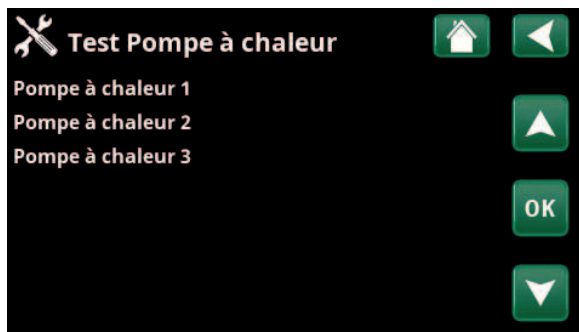 Test Pompe à chaleur
Pompe à chaleur 1
Pompe à chaleur 2
Pompe à chaleur 3
OK